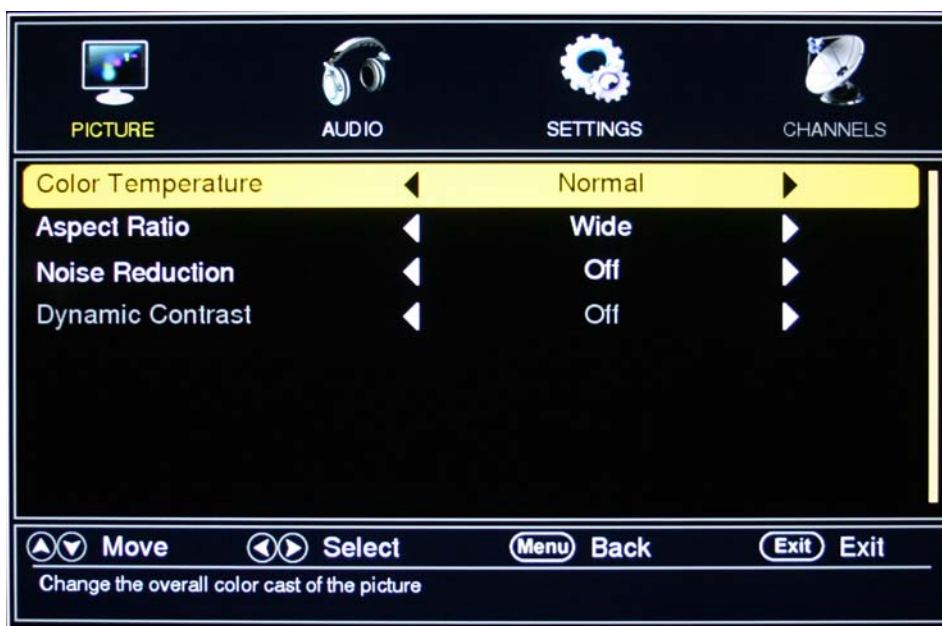 PICTURE AUDIO SETTINGS CHANNELS
Color Temperature Normal
Aspect Ratio Wide
Noise Reduction Off
Dynamic Contrast Off
Move Select Menu Back Exit Exit
Change the overall color cast of the picture